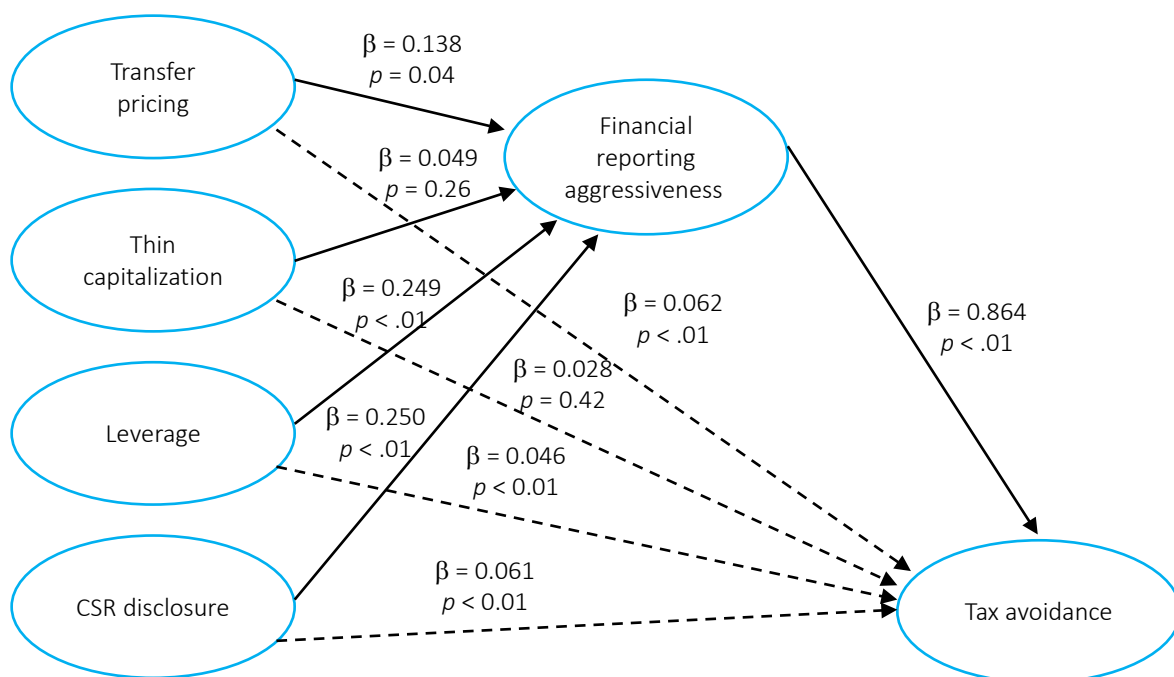 β = 0.138
p = 0.04
Transfer
pricing
Financial
reporting
aggressiveness
β = 0.049
p = 0.26
Thin
capitalization
β = 0.249
p < .01
β = 0.062
p < .01
β = 0.864
p < .01
β = 0.028
p = 0.42
Leverage
β = 0.250
p < .01
β = 0.046
p < 0.01
β = 0.061
p < 0.01
CSR disclosure
Tax avoidance